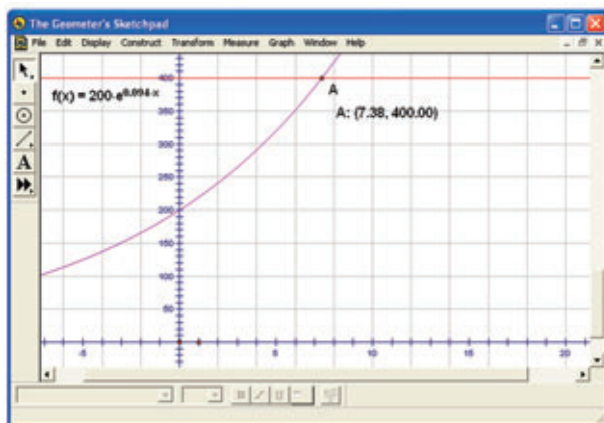 The Geometer's Sketchpad
File Edit Display Construct Transform Measure Graph Window Help
400
f(x) = 200·e^0.094·x
A
A: (7.38, 400.00)
350
300
A
250
200
150
100
50
-5 5 10 15 20
B I U